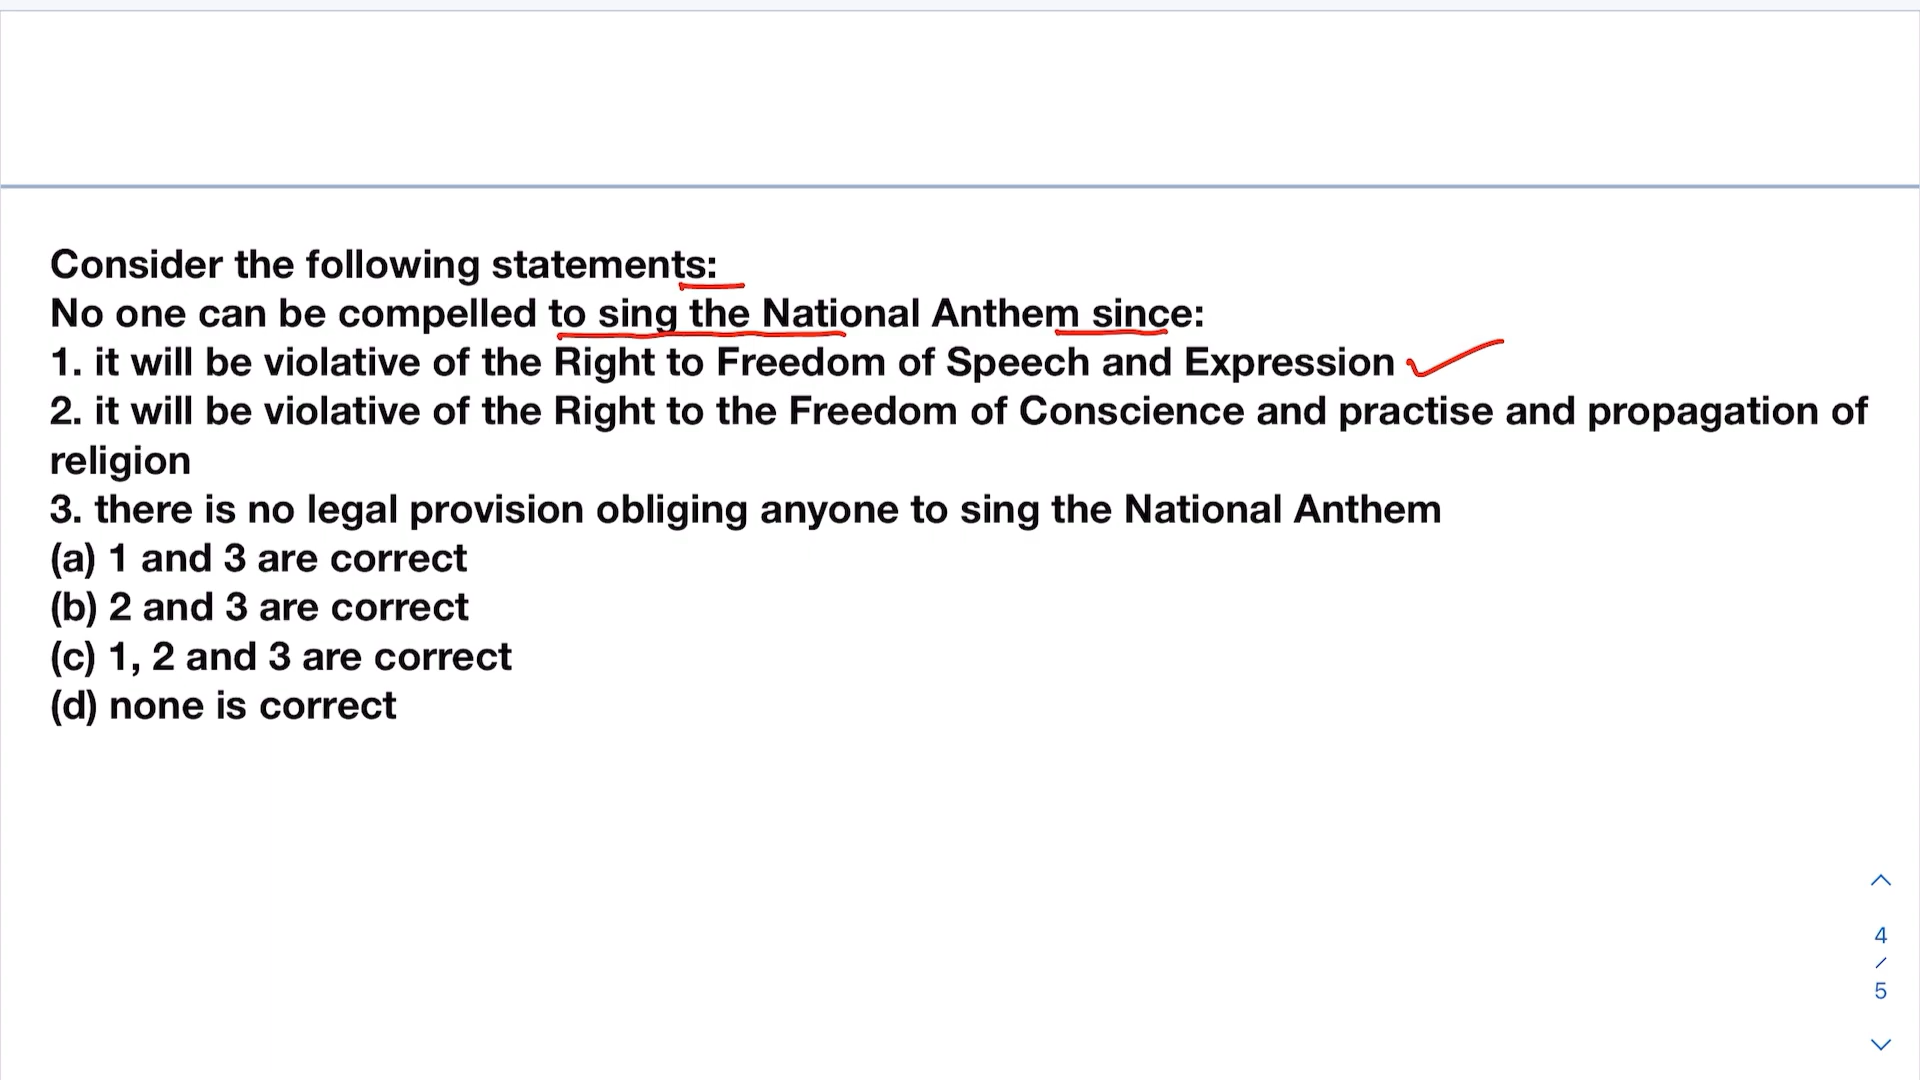 Consider the following statements:
No one can be compelled to sing the National Anthem since:
1. it will be violative of the Right to Freedom of Speech and Expression
2. it will be violative of the Right to the Freedom of Conscience and practise and propagation of
religion
3. there is no legal provision obliging anyone to sing the National Anthem
(a) 1 and 3 are correct
(b) 2 and 3 are correct
(c) 1, 2 and 3 are correct
(d) none is correct
4
/
5